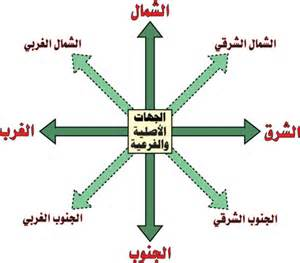 الشمال
الشمال الشرقي
الشمال الغربي
الجهات
الأصلية
والفرعية
الشرق
الغرب
الجنوب الشرقي
الجنوب الغربي
الجنوب